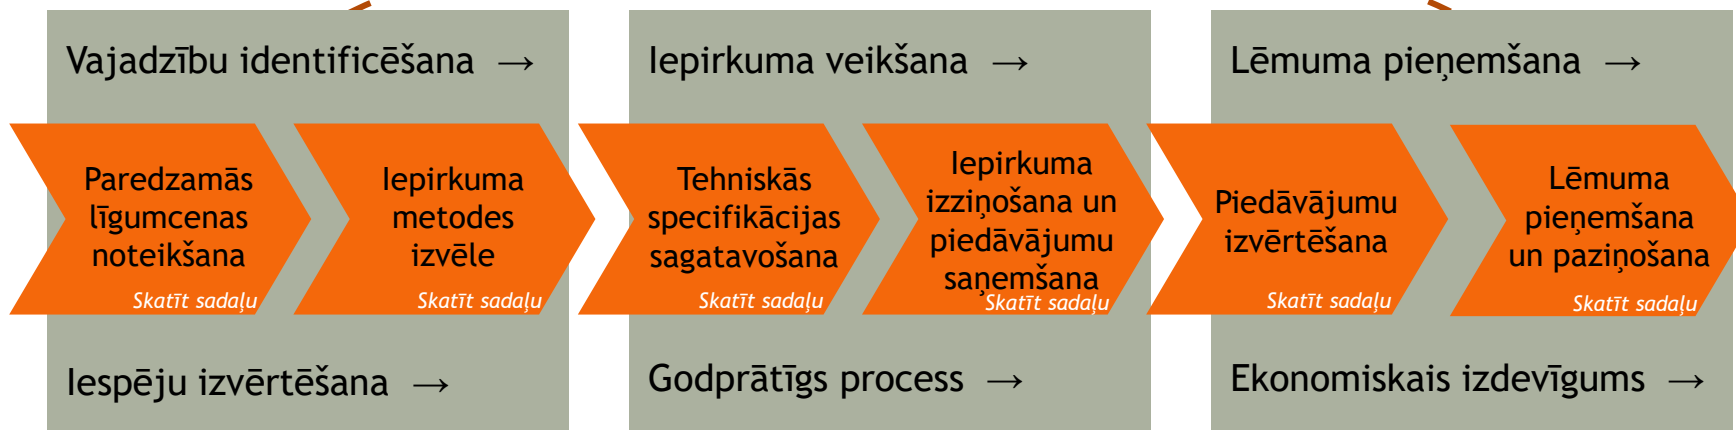 Vajadzību identificēšana →
Iepirkuma veikšana →
Lēmuma pieņemšana →
Paredzamās
līgumcenas
noteikšana
Skatīt sadaļu
Iepirkuma
metodes
izvēle
Skatīt sadaļu
Tehniskās
specifikācijas
sagatavošana
Skatīt sadaļu
Iepirkuma
izziņošana un
piedāvājumu
saņemšana
Skatīt sadaļu
Piedāvājumu
izvērtēšana
Skatīt sadaļu
Lēmuma
pieņemšana
un paziņošana
Skatīt sadaļu
Iespēju izvērtēšana →
Godprātīgs process →
Ekonomiskais izdevīgums →